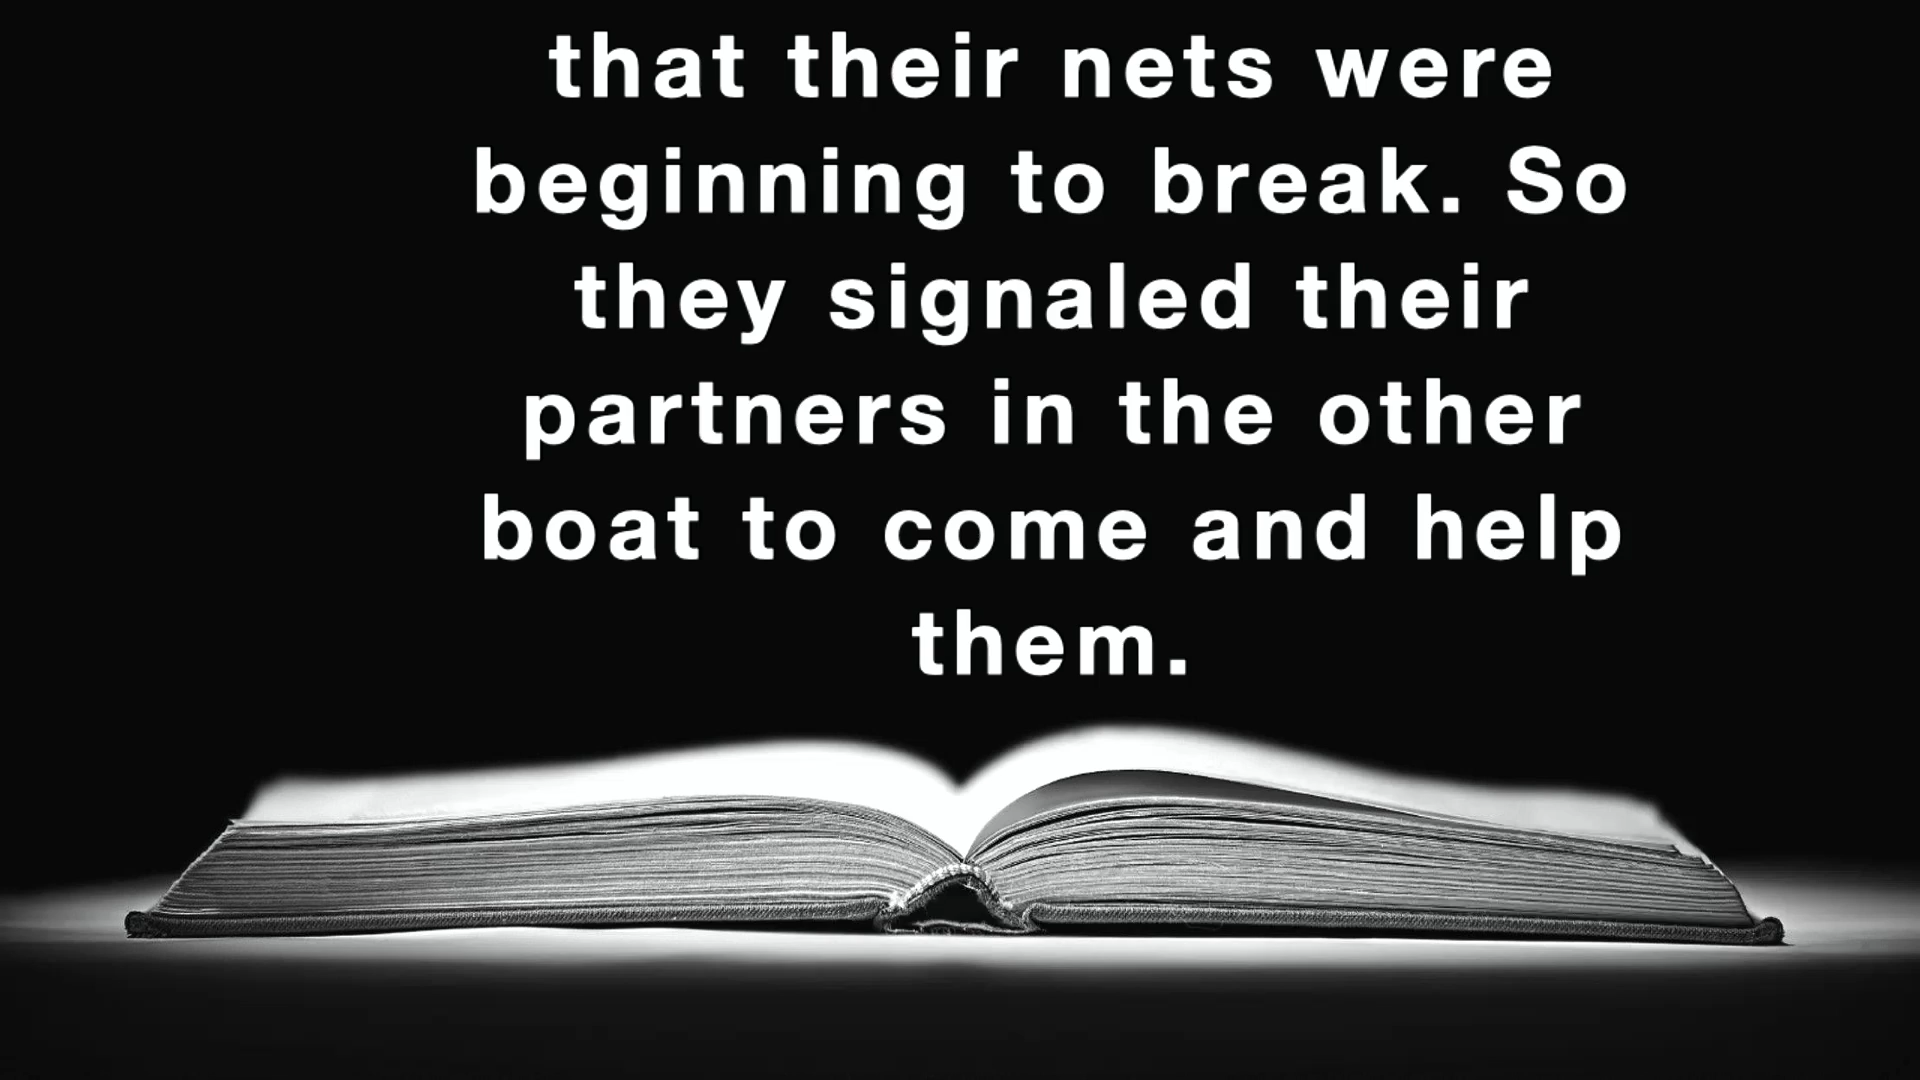 that their nets were
beginning to break. So
they signaled their
partners in the other
boat to come and help
them.